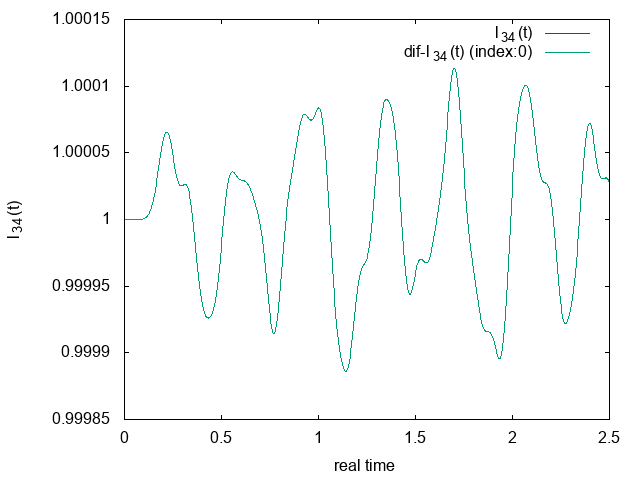 1.00015
1.0001
1.00005
1
0.99995
0.9999
0.99985
0 0.5 1 1.5 2 2.5
real time
I34(t)
I34(t)
dif-I34(t) (index:0)